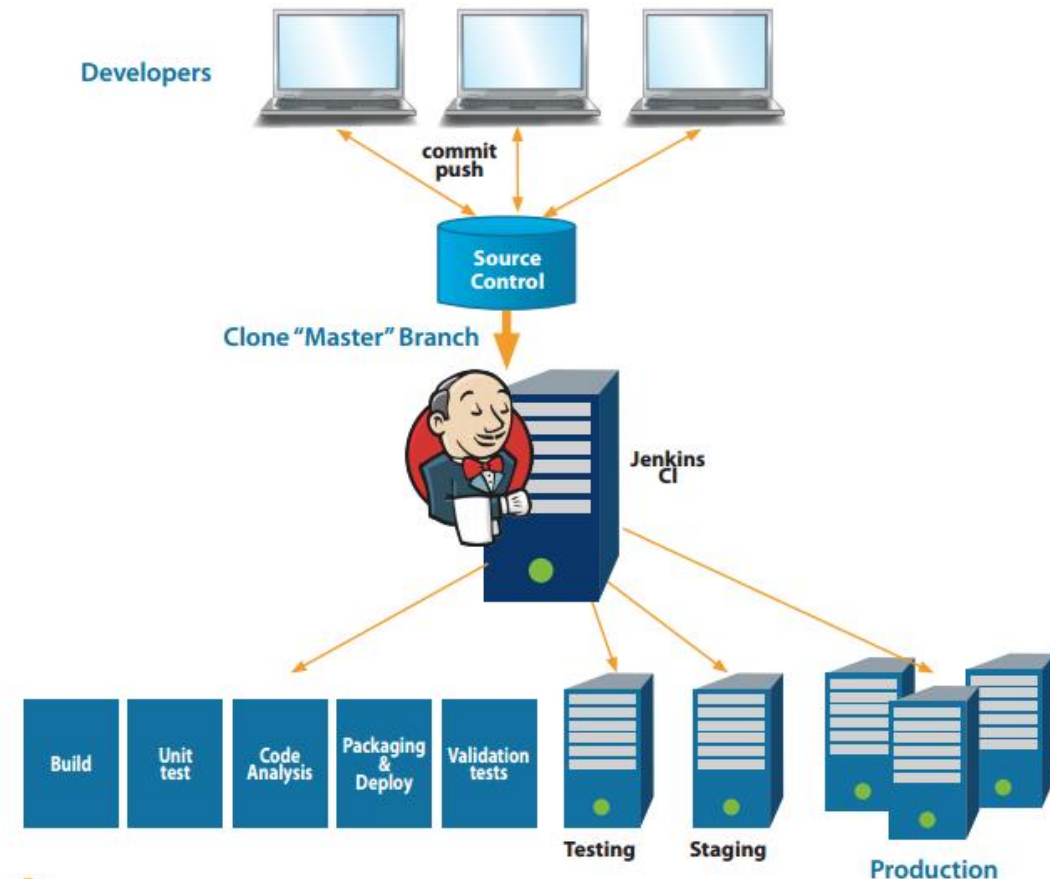 Developers
commit
push
Source
Control
Clone “Master” Branch
Jenkins
CI
Build
Unit
test
Code
Analysis
Packaging
&
Deploy
Validation
tests
Testing
Staging
Production